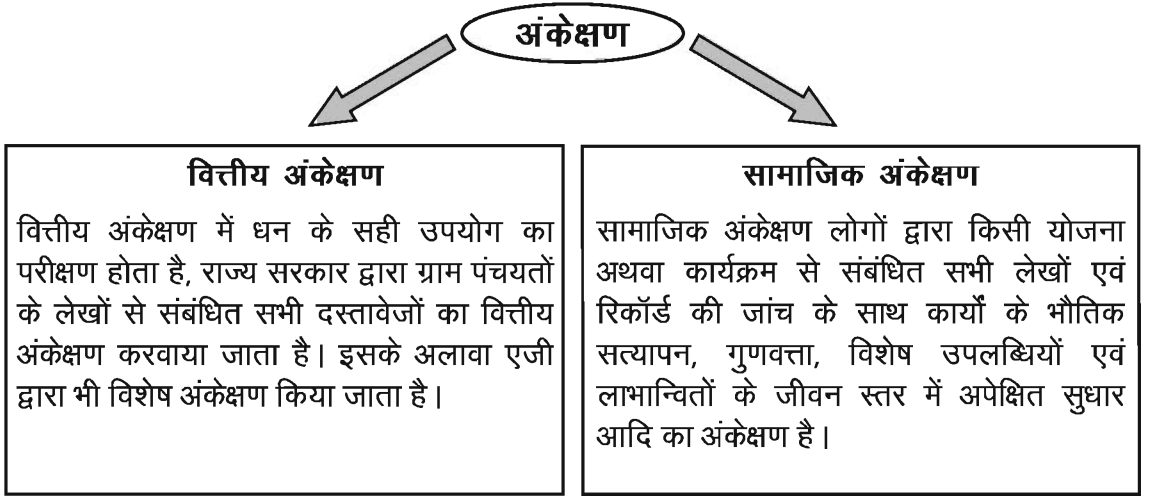 अंकेक्षण
वित्तीय अंकेक्षण
वित्तीय अंकेक्षण में धन के सही उपयोग का
परीक्षण होता है, राज्य सरकार द्वारा ग्राम पंचयतों
के लेखों से संबंधित सभी दस्तावेजों का वित्तीय
अंकेक्षण करवाया जाता है। इसके अलावा एजी
द्वारा भी विशेष अंकेक्षण किया जाता है।
सामाजिक अंकेक्षण
सामाजिक अंकेक्षण लोगों द्वारा किसी योजना
अथवा कार्यक्रम से संबंधित सभी लेखों एवं
रिकॉर्ड की जांच के साथ कार्यों के भौतिक
सत्यापन, गुणवत्ता, विशेष उपलब्धियों एवं
लाभान्वितों के जीवन स्तर में अपेक्षित सुधार
आदि का अंकेक्षण है।